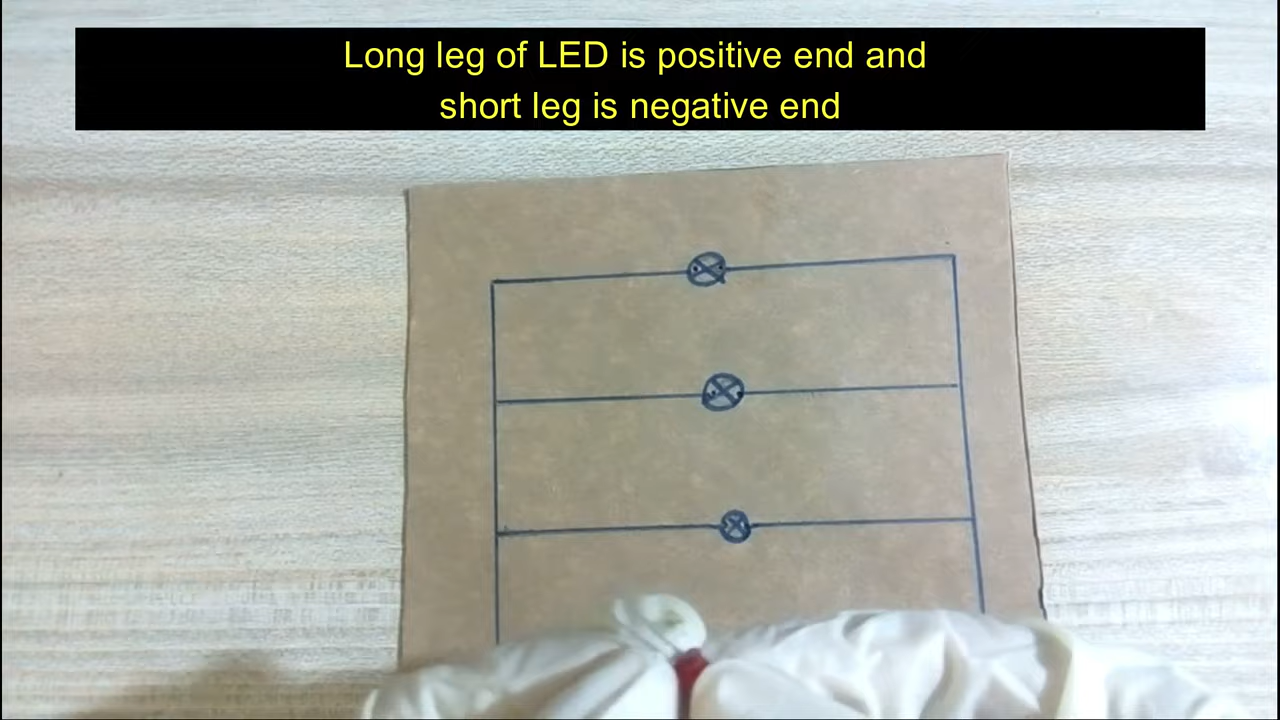 Long leg of LED is positive end and
short leg is negative end